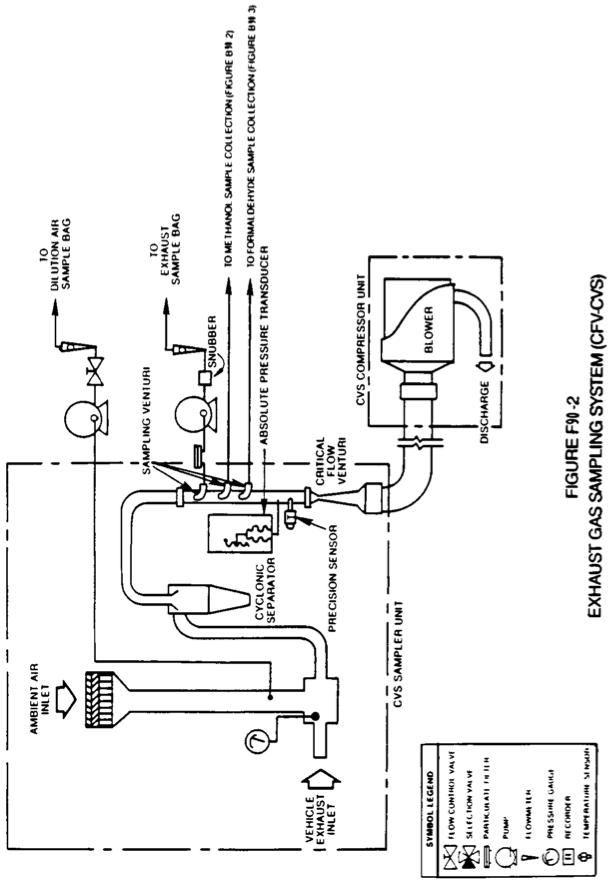 TO
DILUTION AIR
SAMPLE BAG
TO
EXHAUST
SAMPLE BAG
SNUBBER
TO METHANOL SAMPLE COLLECTION (FIGURE B90-2)
TO FORMALDEHYDE SAMPLE COLLECTION (FIGURE B90-3)
ABSOLUTE PRESSURE TRANSDUCER
SAMPLING VENTURI
AMBIENT AIR
INLET
CYCLONIC
SEPARATOR
CRITICAL
FLOW
VENTURI
PRECISION SENSOR
VEHICLE
EXHAUST
INLET
CVS SAMPLER UNIT
CVS COMPRESSOR UNIT
BLOWER
DISCHARGE
SYMBOL LEGEND
FLOW CONTROL VALVE
SELECTION VALVE
PARTICULATE FILTER
PUMP
FLOWMETER
PRESSURE GAUGE
RECORDER
TEMPERATURE SENSOR
FIGURE F90-2
EXHAUST GAS SAMPLING SYSTEM (CFV-CVS)